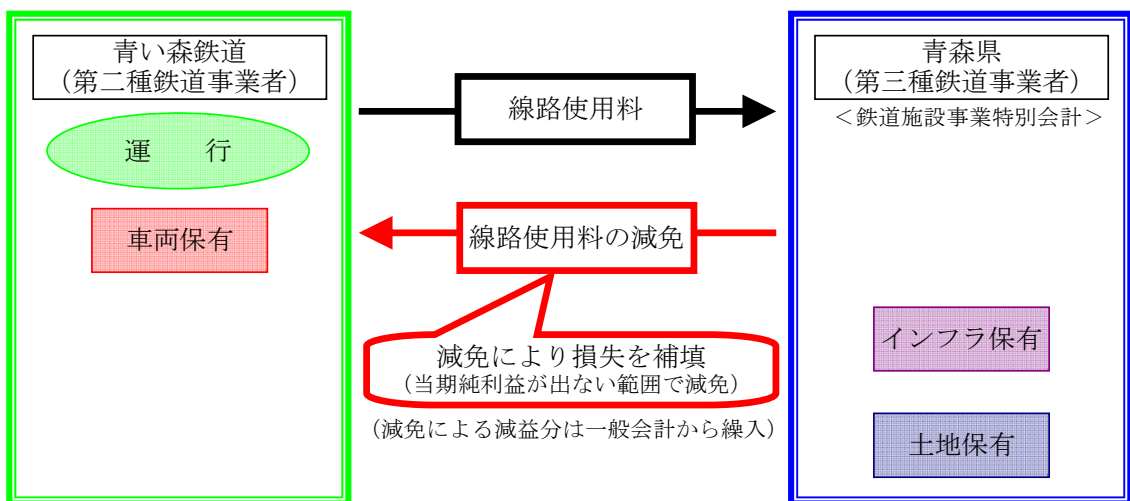 青い森鉄道
(第二種鉄道事業者)
運 行
車両保有
線路使用料
線路使用料の減免
減免により損失を補填
(当期純利益が出ない範囲で減免)
(減免による減益分は一般会計から繰入)
青森県
(第三種鉄道事業者)
<鉄道施設事業特別会計>
インフラ保有
土地保有